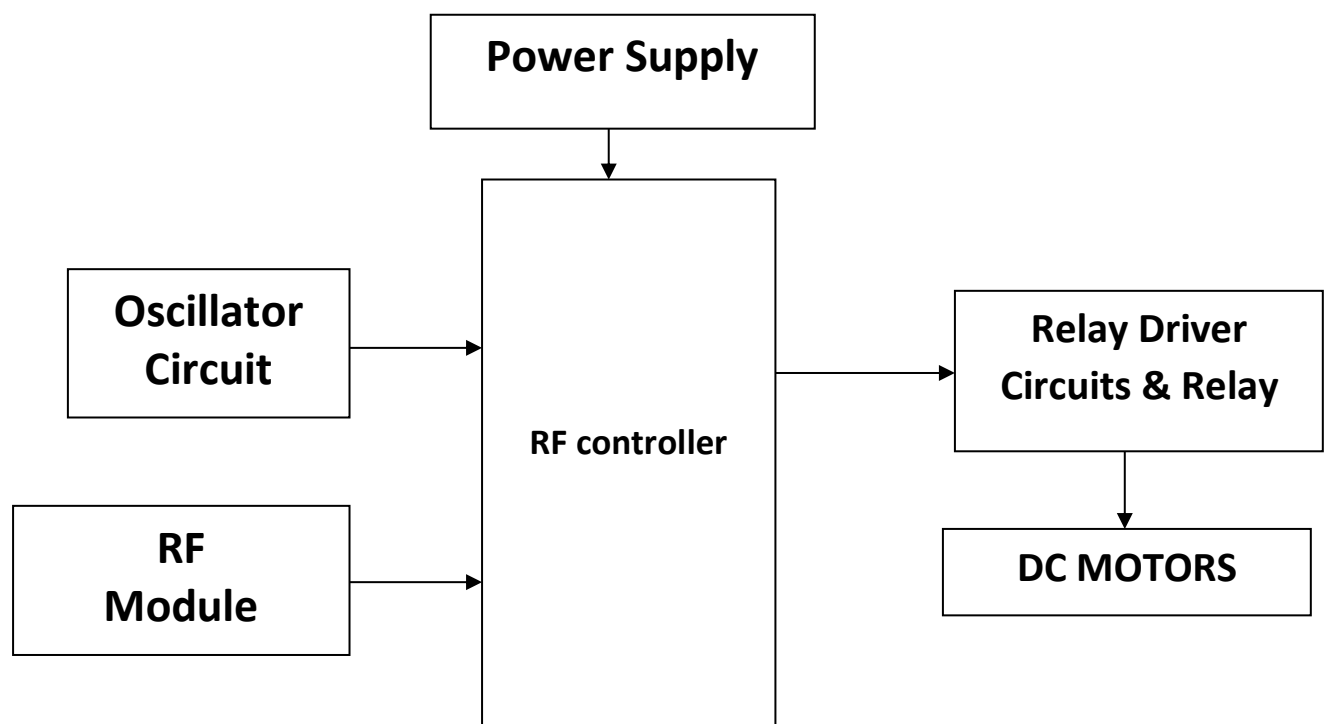 Power Supply
Oscillator
Circuit
RF controller
Relay Driver
Circuits & Relay
RF
Module
DC MOTORS